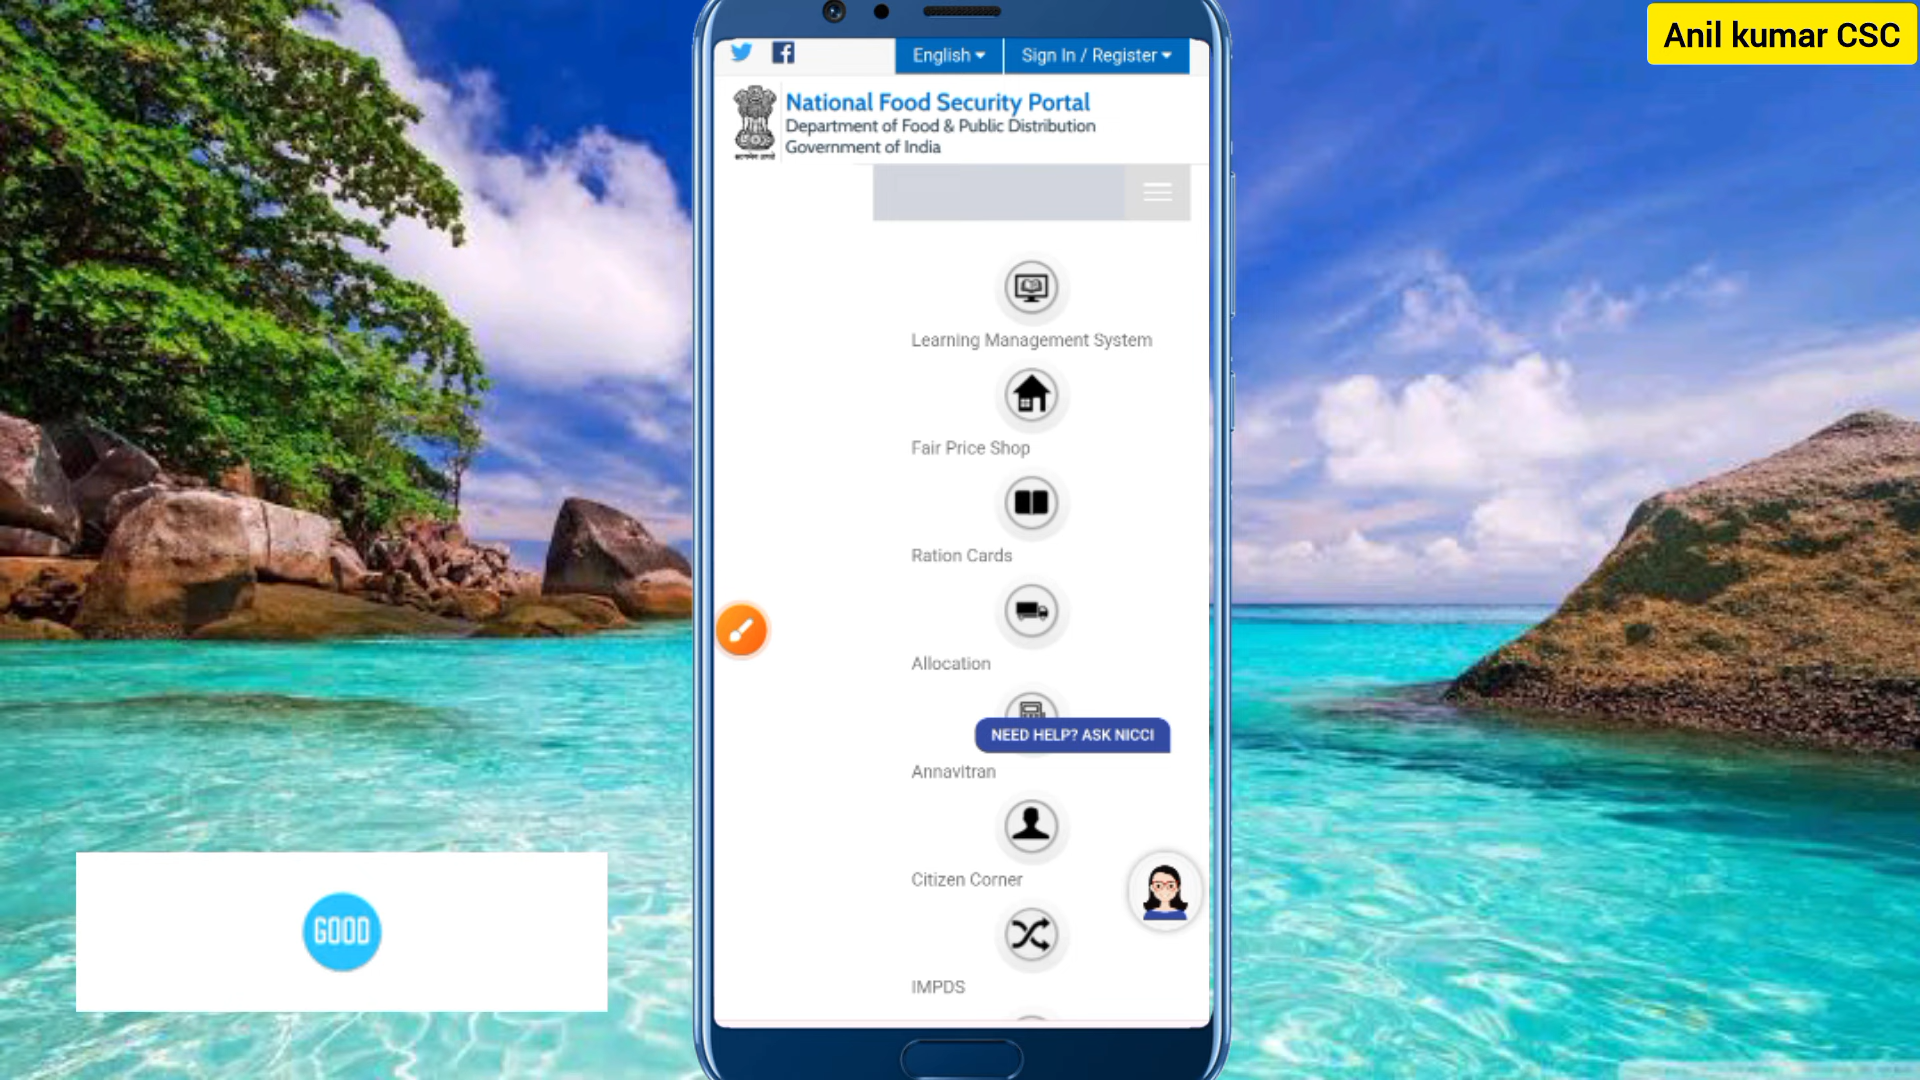 Anil kumar CSC
English
Sign In / Register
National Food Security Portal
Department of Food & Public Distribution
Government of India
Learning Management System
Fair Price Shop
Ration Cards
Allocation
NEED HELP? ASK NICCI
Annavitran
Citizen Corner
IMPDS
GOOD